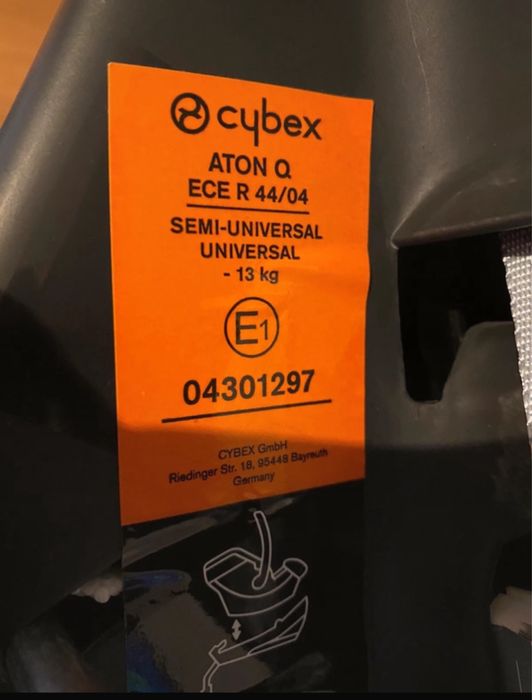 cybex
ATON Q
ECE R 44/04
SEMI-UNIVERSAL
UNIVERSAL
- 13 kg
E1
04301297
CYBEX GmbH
Riedinger Str. 18, 95448 Bayreuth
Germany